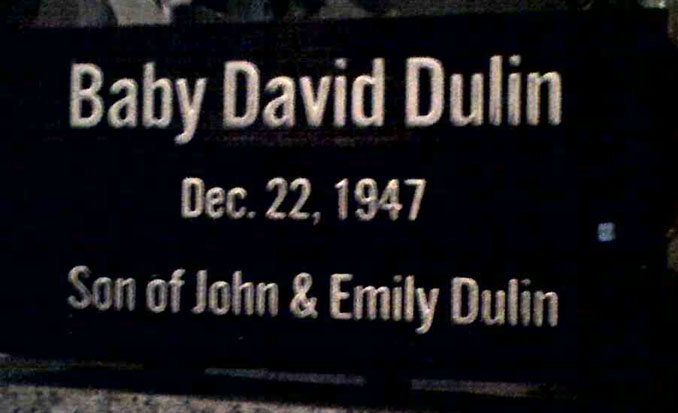 Baby David Dulin
Dec. 22, 1947
Son of John & Emily Dulin